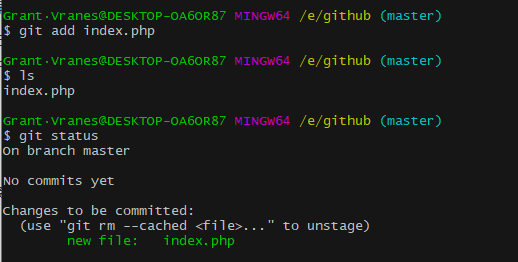 Grant.Vranes@DESKTOP-OA6OR87 MINGW64 /e/github (master)
$ git add index.php
Grant.Vranes@DESKTOP-OA6OR87 MINGW64 /e/github (master)
$ ls
index.php
Grant.Vranes@DESKTOP-OA6OR87 MINGW64 /e/github (master)
$ git status
On branch master
No commits yet
Changes to be committed:
(use "git rm --cached <file>..." to unstage)
new file: index.php